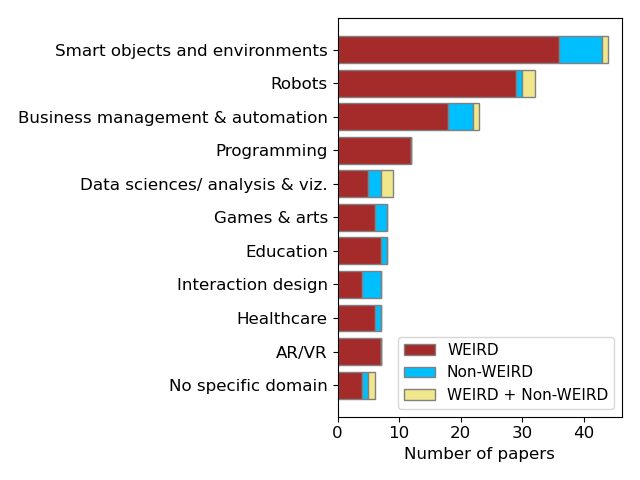 Smart objects and environments
Robots
Business management & automation
Programming
Data sciences/ analysis & viz.
Games & arts
Education
Interaction design
Healthcare
AR/VR
No specific domain
WEIRD
Non-WEIRD
WEIRD + Non-WEIRD
0 10 20 30 40
Number of papers